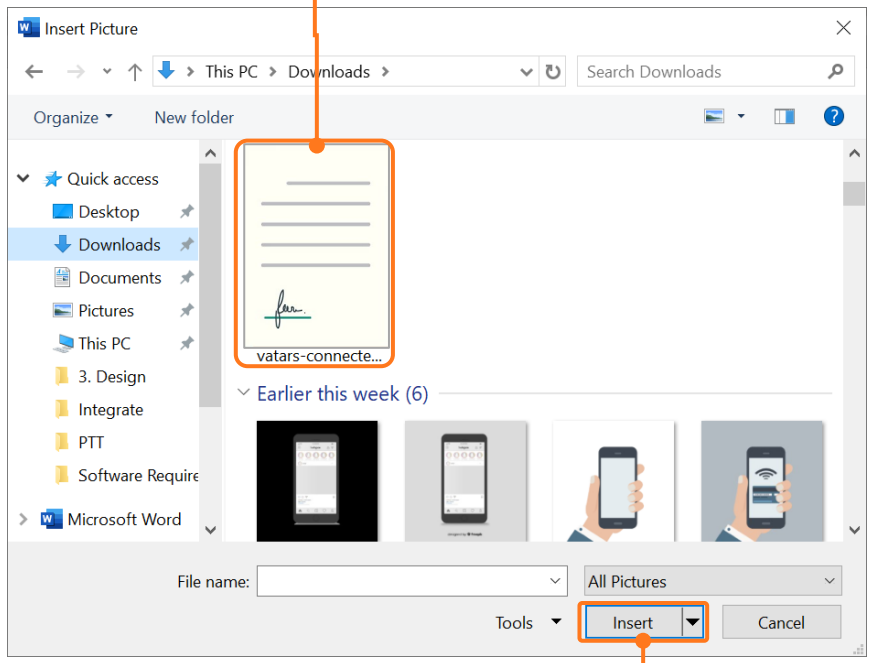 Insert Picture
This PC > Downloads >
Search Downloads
Organize
New folder
Quick access
Desktop
Downloads
Documents
Pictures
This PC
3. Design
Integrate
PTT
Software Require
Microsoft Word
vatars-connecte...
Earlier this week (6)
File name:
All Pictures
Tools
Insert
Cancel